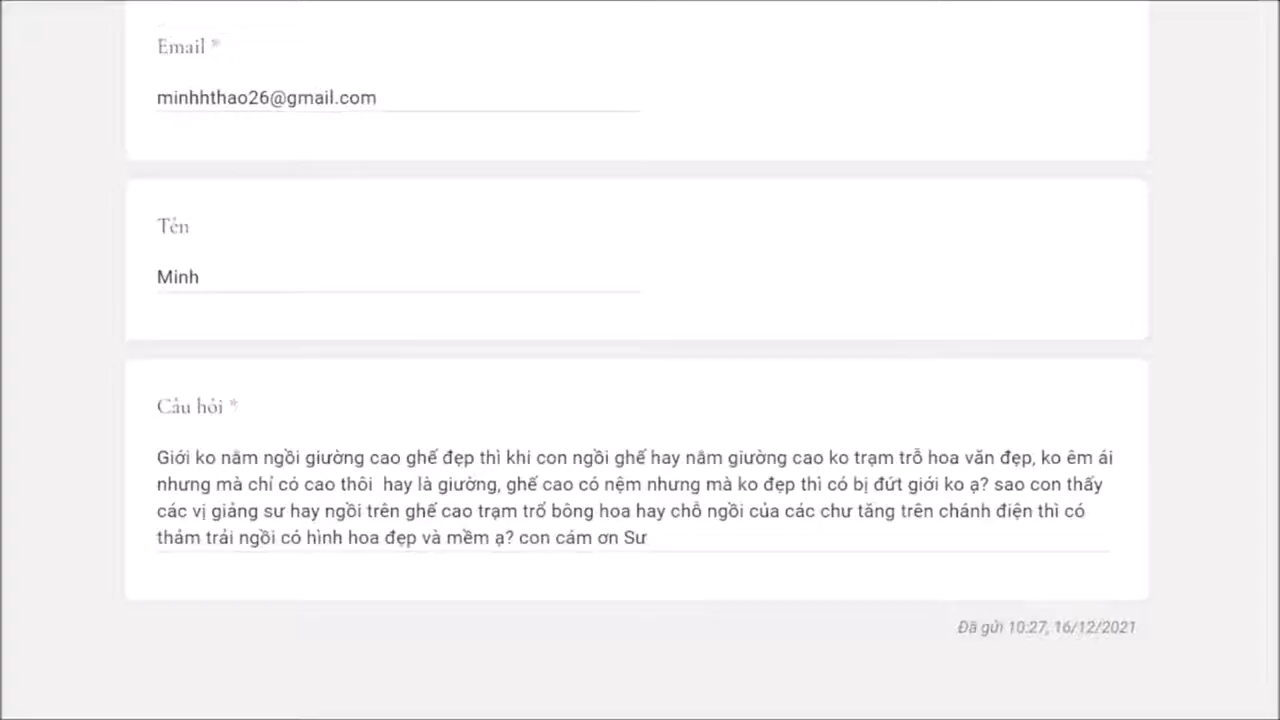 Email *
minhhthao26@gmail.com
Tên
Minh
Câu hỏi *
Giới ko nằm ngồi giường cao ghế đẹp thì khi con ngồi ghế hay nằm giường cao ko trạm trỗ hoa văn đẹp, ko êm ái
nhưng mà chỉ có cao thôi hay là giường, ghế cao có nệm nhưng mà ko đẹp thì có bị đứt giới ko ạ? sao con thấy
các vị giảng sư hay ngồi trên ghế cao trạm trổ bông hoa hay chỗ ngồi của các chư tăng trên chánh điện thì có
thảm trải ngồi có hình hoa đẹp và mềm ạ? con cám ơn Sư
Đã gửi 10:27, 16/12/2021